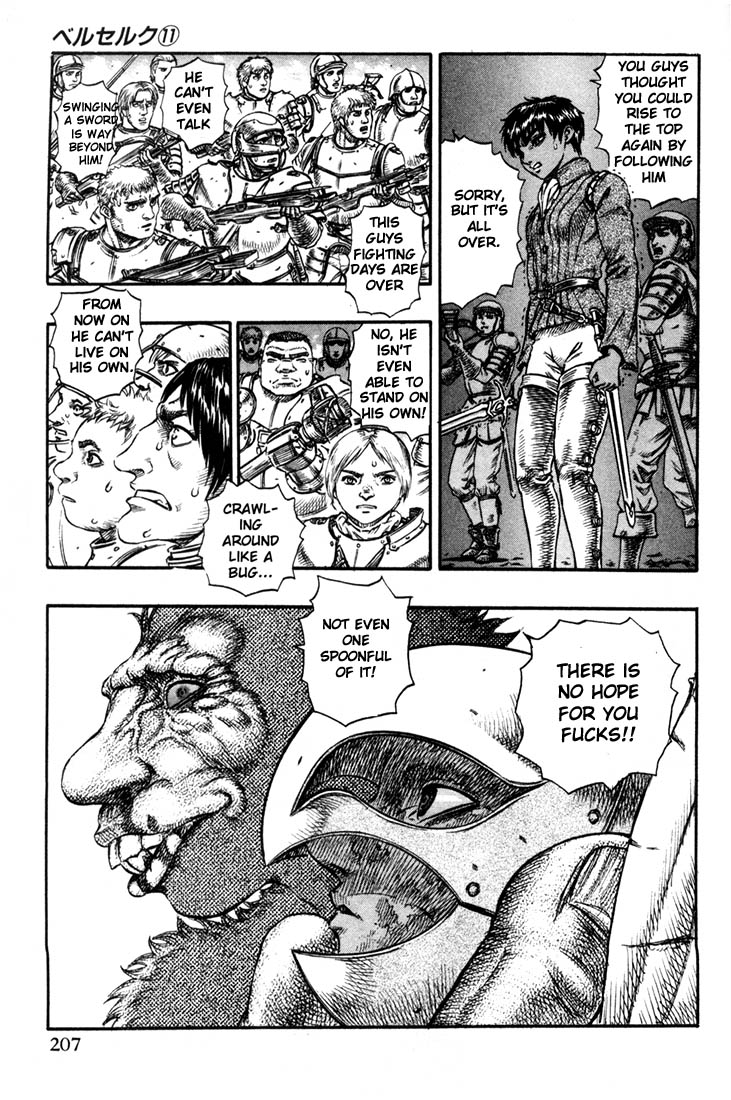 ベルセルク⑪
YOU GUYS
THOUGHT
YOU COULD
RISE TO
THE TOP
AGAIN BY
FOLLOWING
HIM
SORRY,
BUT IT'S
ALL
OVER.
HE
CAN'T
EVEN
TALK
SWINGING
A SWORD
IS WAY
BEYOND
HIM!
THIS
GUYS
FIGHTING
DAYS ARE
OVER
NO, HE
ISN'T
EVEN
ABLE TO
STAND ON
HIS OWN!
CRAWL-
ING
AROUND
LIKE A
BUG...
FROM
NOW ON
HE CAN'T
LIVE ON
HIS OWN.
THERE IS
NO HOPE
FOR YOU
FUCKS!!
NOT EVEN
ONE
SPOONFUL
OF IT!
207